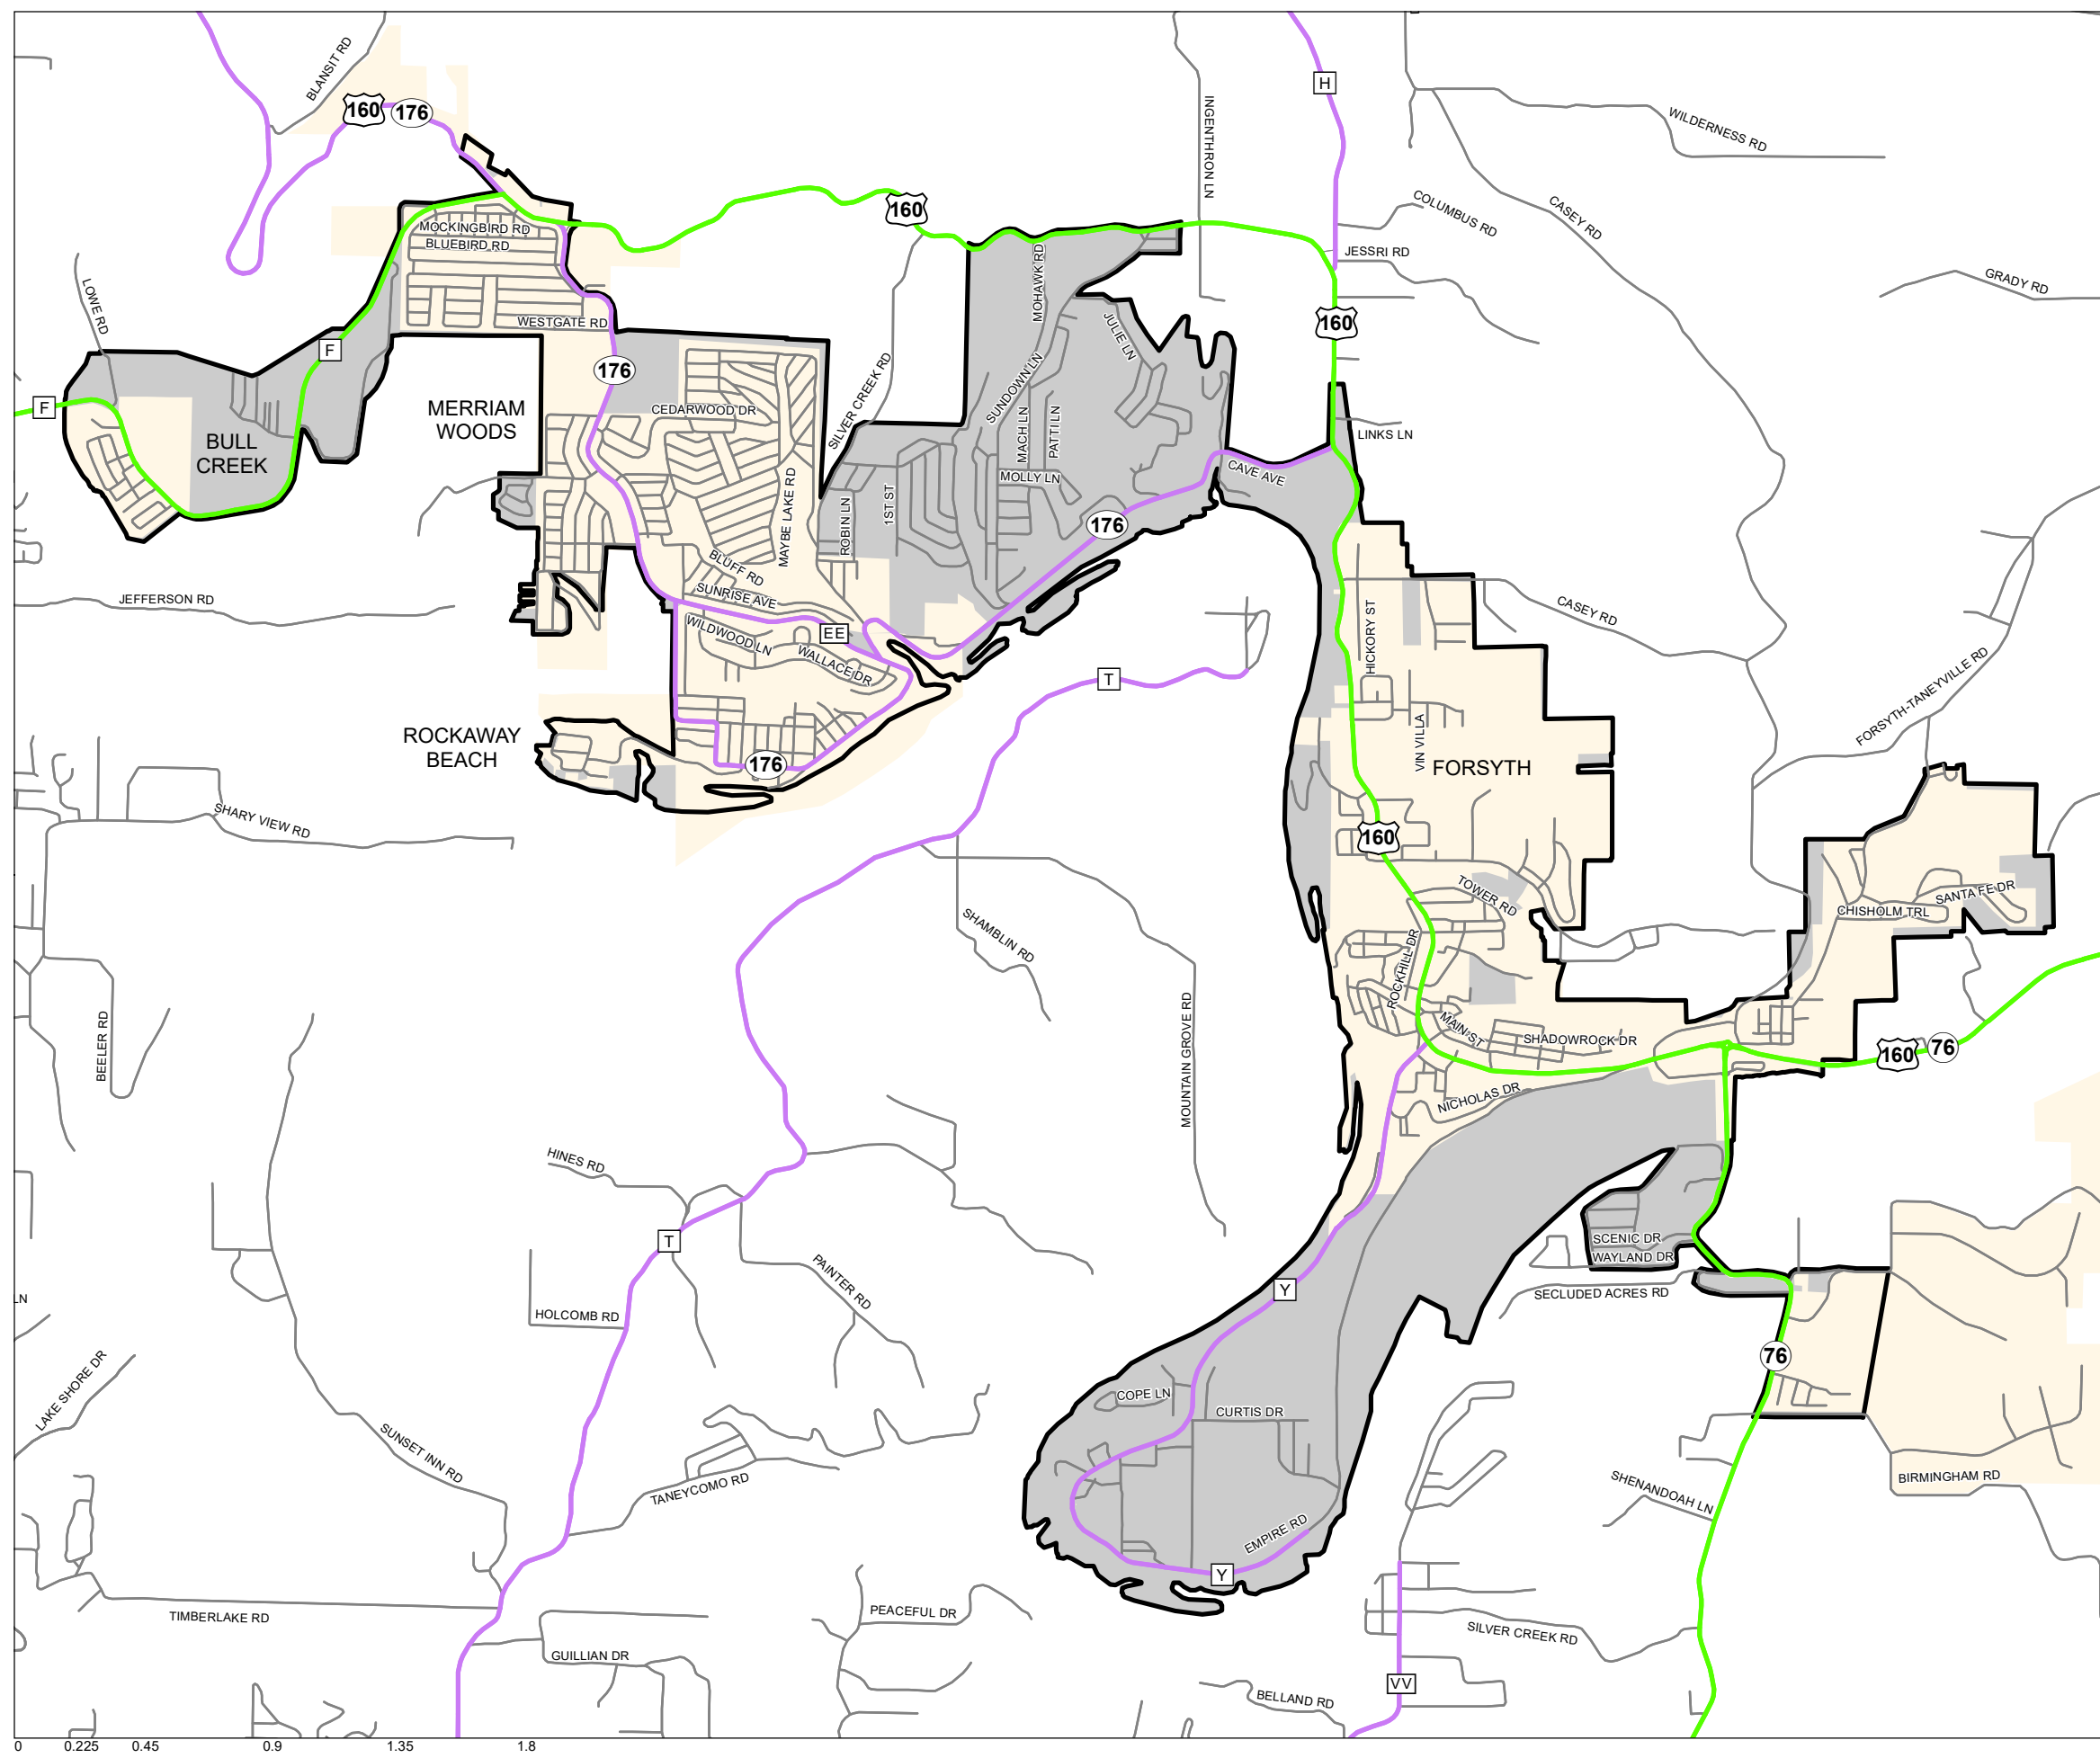 BLANSIT RD
160
176
H
INGENTHRON LN
WILDERNESS RD
COLUMBUS RD
CASEY RD
JESSRI RD
GRADY RD
160
MOCKINGBIRD RD
BLUEBIRD RD
LOWE RD
WESTGATE RD
MOHAWK RD
JULIE LN
160
F
F
176
MERRIAM
WOODS
BULL
CREEK
CEDARWOOD DR
SILVER CREEK RD
SUNDOWN LN
MACH LN
PATTI LN
MOLLY LN
LINKS LN
CAVE AVE
MAYBE LAKE RD
ROBIN LN
1ST ST
176
BLUFF RD
SUNRISE AVE
JEFFERSON RD
WILDWOOD LN
EE
WALLACE DR
HICKORY ST
CASEY RD
T
FORSYTH-TANEYVILLE RD
ROCKAWAY
BEACH
176
VIN VILLA
FORSYTH
160
SHARY VIEW RD
TOWER RD
CHISHOLM TRL
SANTA FE DR
SHAMBLIN RD
ROCKHILL DR
MAIN ST
SHADOWROCK DR
160
76
BEELER RD
MOUNTAIN GROVE RD
NICHOLAS DR
HINES RD
T
SCENIC DR
WAYLAND DR
SECLUDED ACRES RD
PAINTER RD
Y
LN
HOLCOMB RD
76
LAKE SHORE DR
COPE LN
CURTIS DR
SUNSET INN RD
TANEYCOMO RD
SHENANDOAH LN
BIRMINGHAM RD
EMPIRE RD
Y
TIMBERLAKE RD
PEACEFUL DR
SILVER CREEK RD
GUILLIAN DR
BELLAND RD
VV
0 0.225 0.45 0.9 1.35 1.8